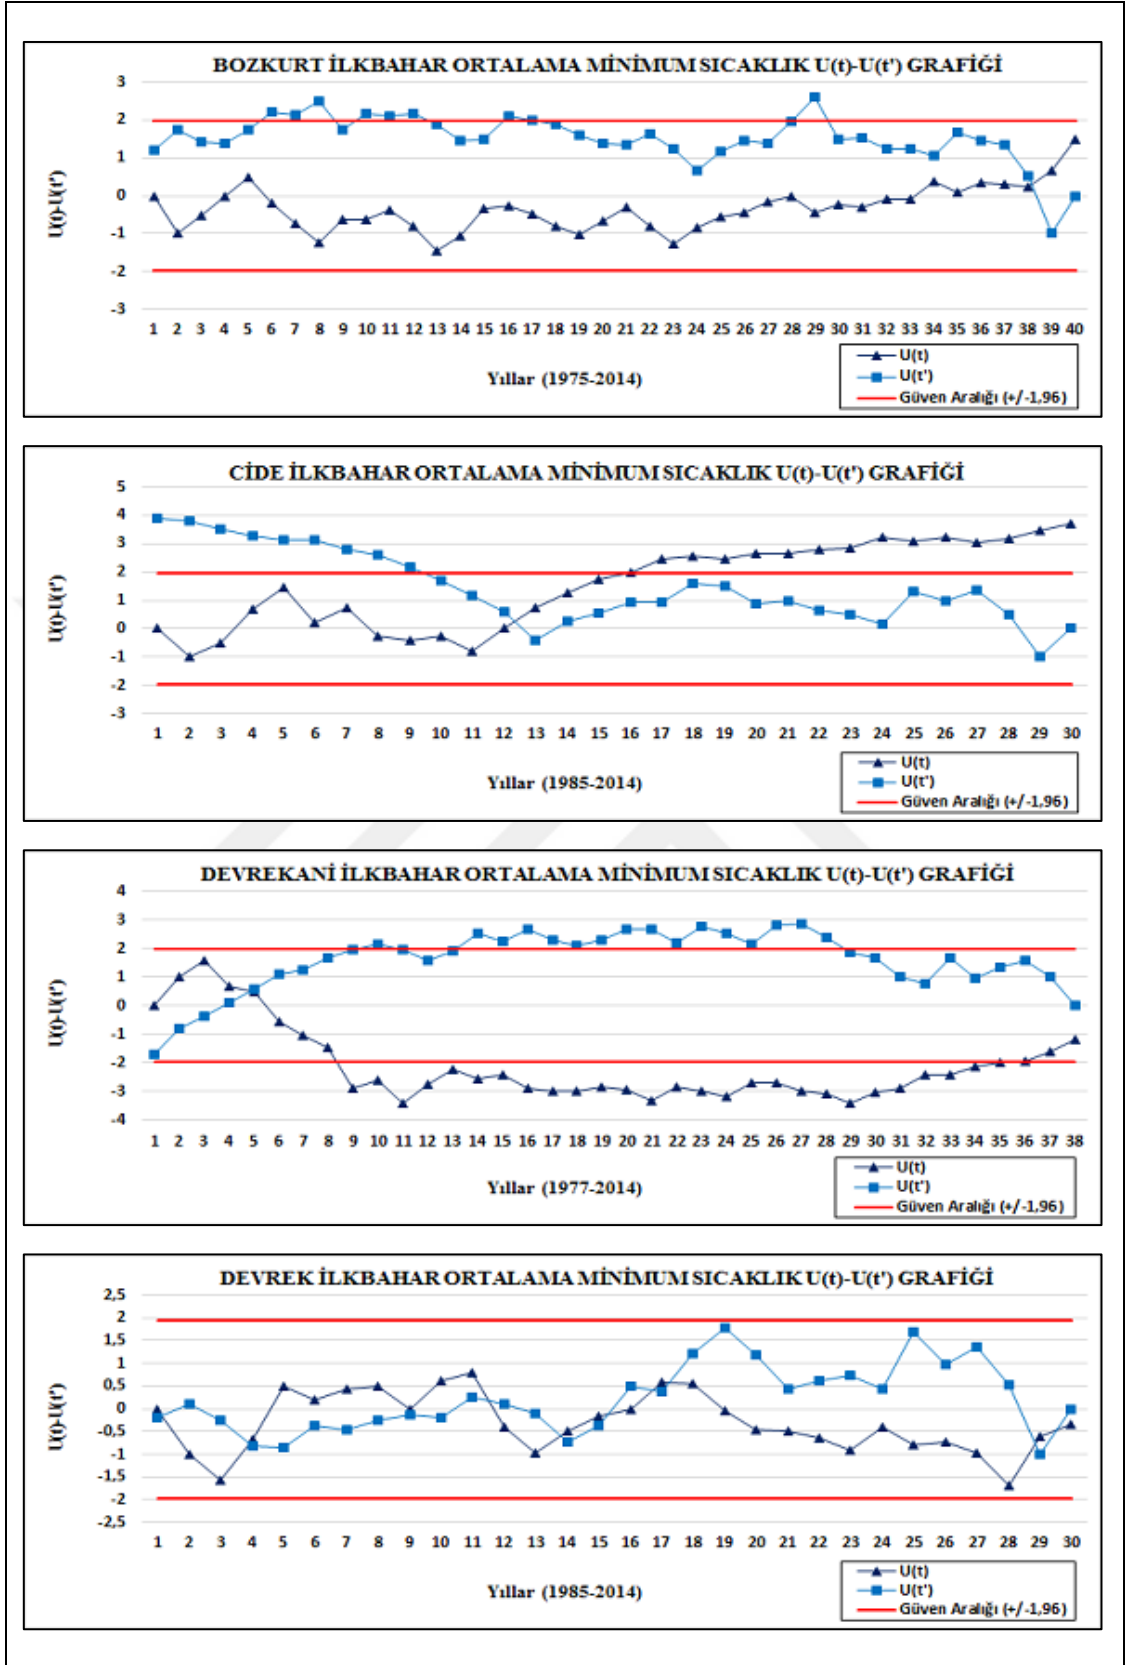 BOZKURT İLKBAHAR ORTALAMA MİNİMUM SICAKLIK U(t)-U(t') GRAFİĞİ
3
2
1
0
-1
-2
-3
U(t)-U(t')
1 2 3 4 5 6 7 8 9 10 11 12 13 14 15 16 17 18 19 20 21 22 23 24 25 26 27 28 29 30 31 32 33 34 35 36 37 38 39 40
Yıllar (1975-2014)
U(t)
U(t')
Güven Aralığı (+/-1,96)
CİDE İLKBAHAR ORTALAMA MİNİMUM SICAKLIK U(t)-U(t') GRAFİĞİ
5
4
3
2
1
0
-1
-2
-3
U(t)-U(t')
1 2 3 4 5 6 7 8 9 10 11 12 13 14 15 16 17 18 19 20 21 22 23 24 25 26 27 28 29 30
Yıllar (1985-2014)
U(t)
U(t')
Güven Aralığı (+/-1,96)
DEVREKANİ İLKBAHAR ORTALAMA MİNİMUM SICAKLIK U(t)-U(t') GRAFİĞİ
4
3
2
1
0
-1
-2
-3
-4
U(t)-U(t')
1 2 3 4 5 6 7 8 9 10 11 12 13 14 15 16 17 18 19 20 21 22 23 24 25 26 27 28 29 30 31 32 33 34 35 36 37 38
Yıllar (1977-2014)
U(t)
U(t')
Güven Aralığı (+/-1,96)
DEVREK İLKBAHAR ORTALAMA MİNİMUM SICAKLIK U(t)-U(t') GRAFİĞİ
2,5
2
1,5
1
0,5
0
-0,5
-1
-1,5
-2
-2,5
U(t)-U(t')
1 2 3 4 5 6 7 8 9 10 11 12 13 14 15 16 17 18 19 20 21 22 23 24 25 26 27 28 29 30
Yıllar (1985-2014)
U(t)
U(t')
Güven Aralığı (+/-1,96)